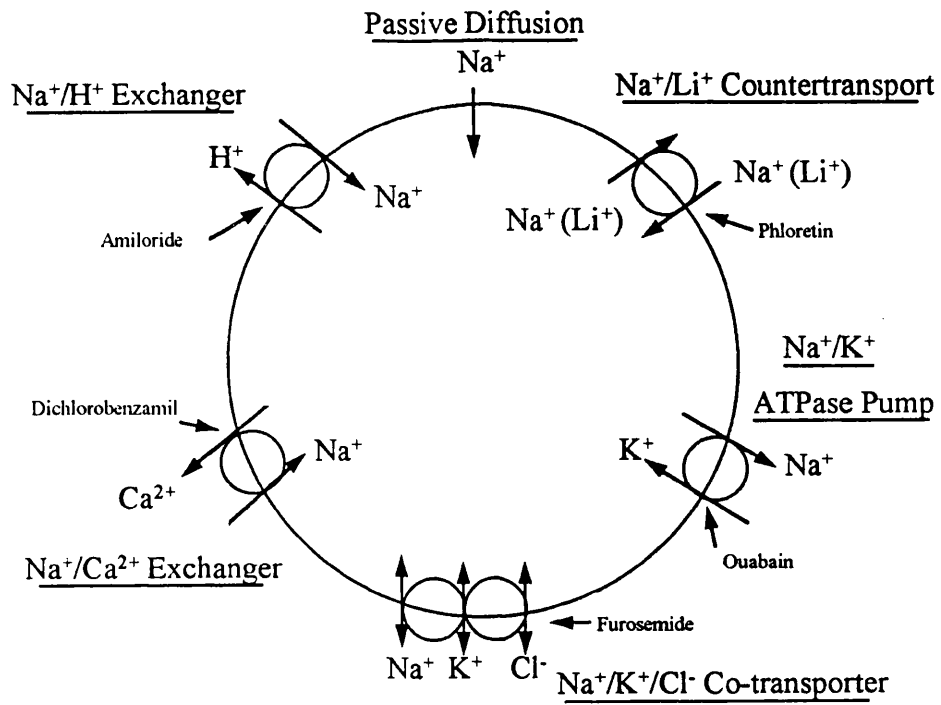 Passive Diffusion
Na⁺
Na⁺/H⁺ Exchanger
Na⁺/Li⁺ Countertransport
H⁺
Na⁺
Amiloride
Na⁺ (Li⁺)
Na⁺ (Li⁺)
Phloretin
Na⁺/K⁺
ATPase Pump
Dichlorobenzamil
Na⁺
Ca²⁺
K⁺
Na⁺
Ouabain
Na⁺/Ca²⁺ Exchanger
Furosemide
Na⁺ K⁺ Cl⁻
Na⁺/K⁺/Cl⁻ Co-transporter